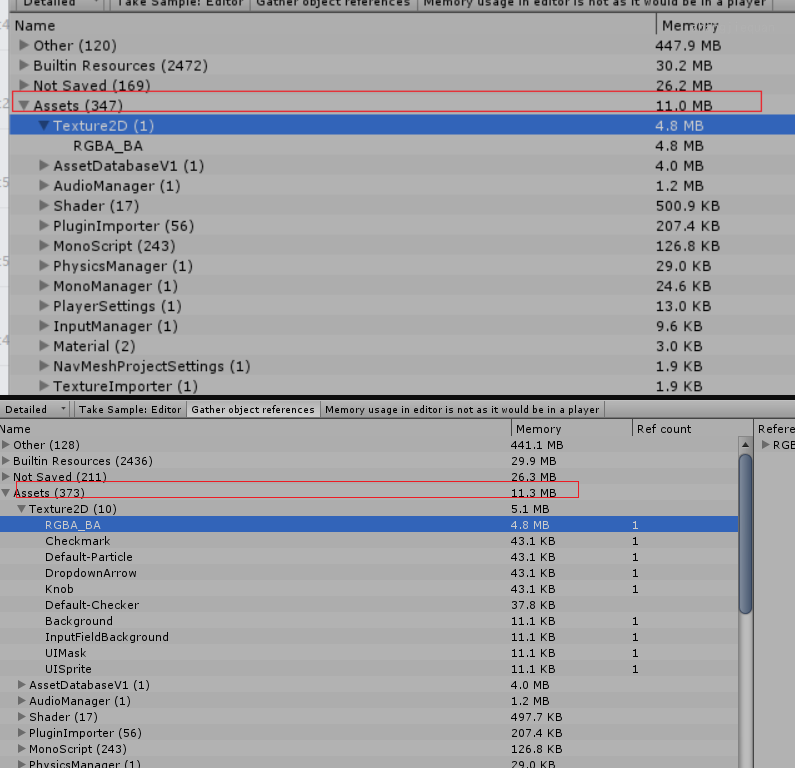 Detailed Take Sample: Editor Gather object references Memory usage in editor is not as it would be in a player
Name Memory
Other (120) 447.9 MB
Builtin Resources (2472) 30.2 MB
Not Saved (169) 26.2 MB
Assets (347) 11.0 MB
Texture2D (1) 4.8 MB
RGBA_BA 4.8 MB
AssetDatabaseV1 (1) 4.0 MB
AudioManager (1) 1.2 MB
Shader (17) 500.9 KB
PluginImporter (56) 207.4 KB
MonoScript (243) 126.8 KB
PhysicsManager (1) 29.0 KB
MonoManager (1) 24.6 KB
PlayerSettings (1) 13.0 KB
InputManager (1) 9.6 KB
Material (2) 3.0 KB
NavMeshProjectSettings (1) 1.9 KB
TextureImporter (1) 1.9 KB
Detailed Take Sample: Editor Gather object references Memory usage in editor is not as it would be in a player
Name Memory Ref count Refere
Other (128) 441.1 MB RGB
Builtin Resources (2436) 29.9 MB
Not Saved (211) 26.3 MB
Assets (373) 11.3 MB
Texture2D (10) 5.1 MB
RGBA_BA 4.8 MB 1
Checkmark 43.1 KB 1
Default-Particle 43.1 KB 1
DropdownArrow 43.1 KB 1
Knob 43.1 KB 1
Default-Checker 37.8 KB
Background 11.1 KB 1
InputFieldBackground 11.1 KB 1
UIMask 11.1 KB 1
UISprite 11.1 KB 1
AssetDatabaseV1 (1) 4.0 MB
AudioManager (1) 1.2 MB
Shader (17) 497.7 KB
PluginImporter (56) 207.4 KB
MonoScript (243) 126.8 KB
PhysicsManager (1) 29.0 KB